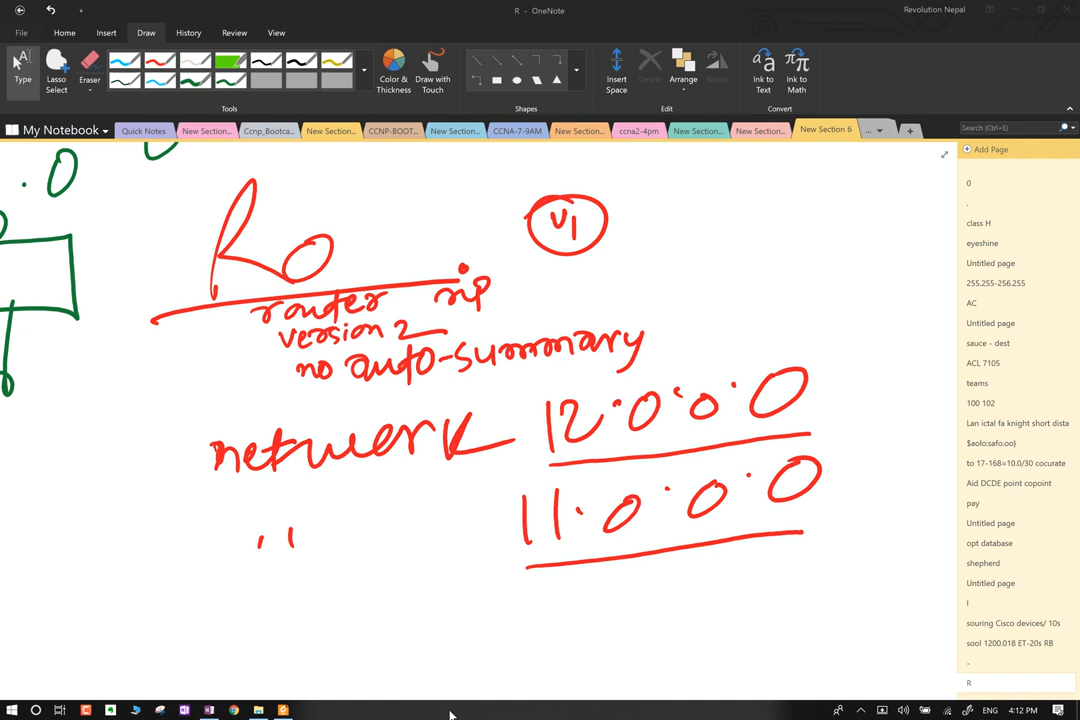 R - OneNote
Revolution Nepal
File
Home
Insert
Draw
History
Review
View
Type
Lasso Select
Eraser
Color & Thickness
Draw with Touch
Insert Space
Delete
Arrange
Rotate
Ink to Text
Ink to Math
Tools
Shapes
Edit
Convert
My Notebook
Quick Notes
New Section...
Ccnp_Bootca...
New Section...
CCNP-BOOT...
New Section...
CCNA-7-9AM
New Section...
ccna2-4pm
New Section...
New Section...
New Section 6
...
Search (Ctrl+E)
Add Page
.0
R0
V1
router rip
version 2
no auto-summary
network 12.0.0.0
" 11.0.0.0
0
.
class H
eyeshine
Untitled page
255.255-256.255
AC
Untitled page
sauce - dest
ACL 7105
teams
100 102
Lan ictal fa knight short dista
$aolo:safo.oo)
to 17-168=10.0/30 cocurate
Aid DCDE point copoint
pay
Untitled page
opt database
shepherd
Untitled page
I
souring Cisco devices/ 10s
sool 1200.018 ET-20s RB
-
R
ENG
4:12 PM